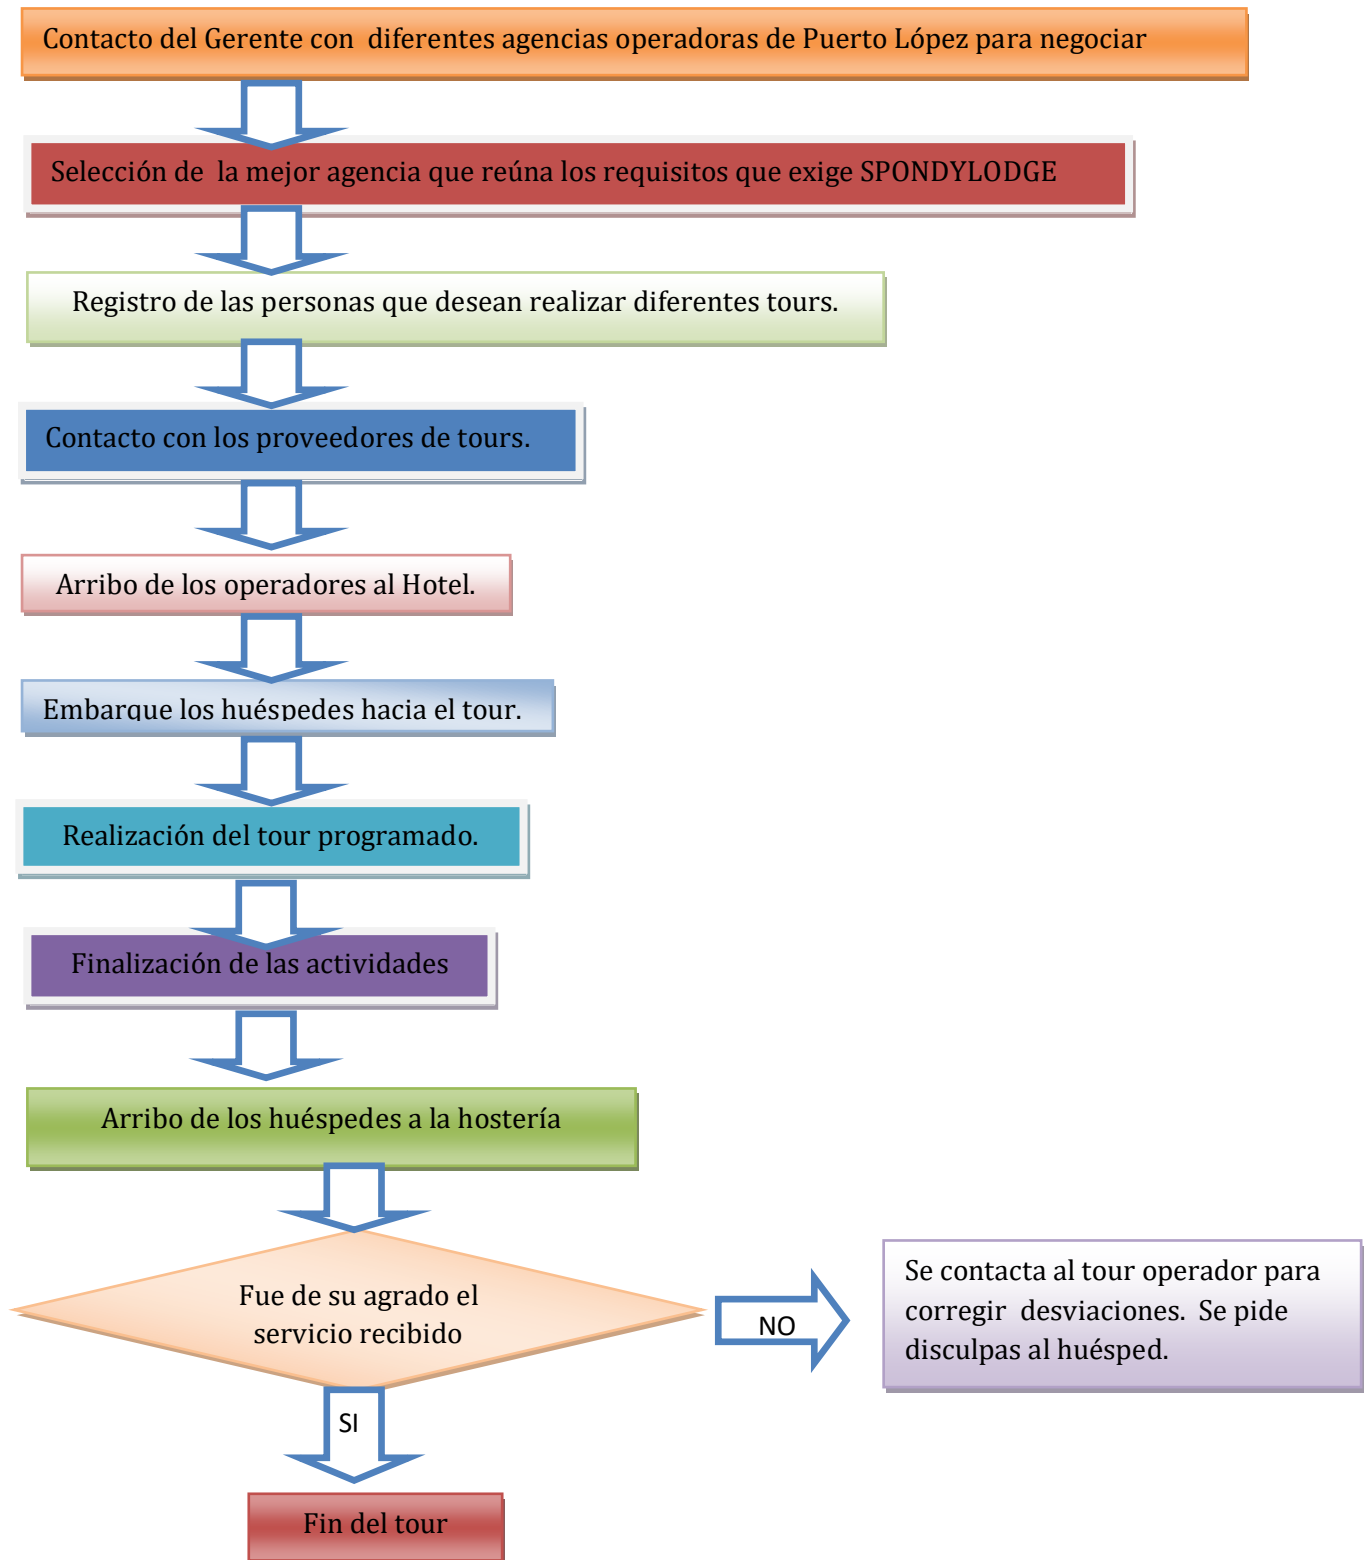 Contacto del Gerente con diferentes agencias operadoras de Puerto López para negociar
Selección de la mejor agencia que reúna los requisitos que exige SPONDYLODGE
Registro de las personas que desean realizar diferentes tours.
Contacto con los proveedores de tours.
Arribo de los operadores al Hotel.
Embarque los huéspedes hacia el tour.
Realización del tour programado.
Finalización de las actividades
Arribo de los huéspedes a la hostería
Fue de su agrado el
servicio recibido
NO
Se contacta al tour operador para
corregir desviaciones. Se pide
disculpas al huésped.
SI
Fin del tour